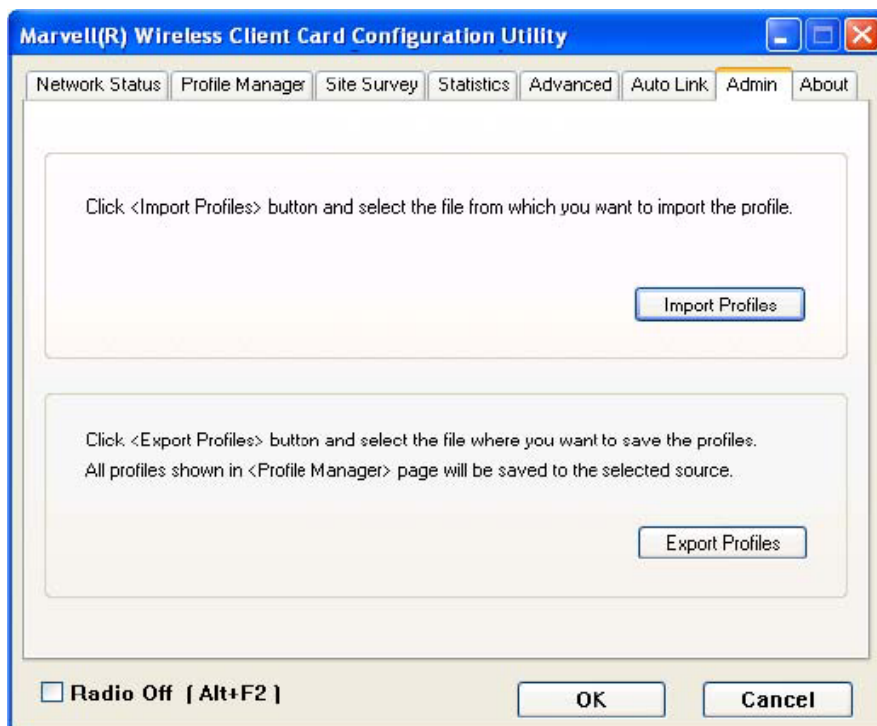 Marvell(R) Wireless Client Card Configuration Utility
Network Status Profile Manager Site Survey Statistics Advanced Auto Link Admin About
Click <Import Profiles> button and select the file from which you want to import the profile.
Import Profiles
Click <Export Profiles> button and select the file where you want to save the profiles.
All profiles shown in <Profile Manager> page will be saved to the selected source.
Export Profiles
Radio Off [ Alt+F2 ]
OK Cancel